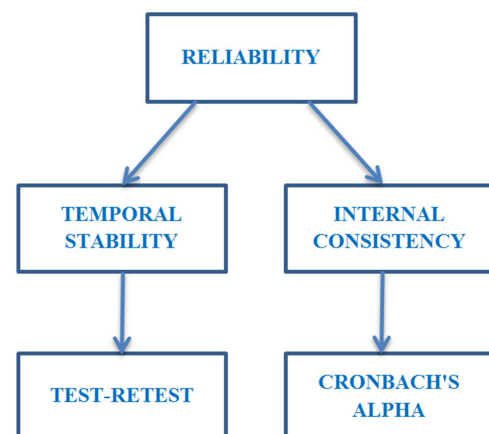 RELIABILITY
TEMPORAL
STABILITY
INTERNAL
CONSISTENCY
TEST-RETEST
CRONBACH'S
ALPHA